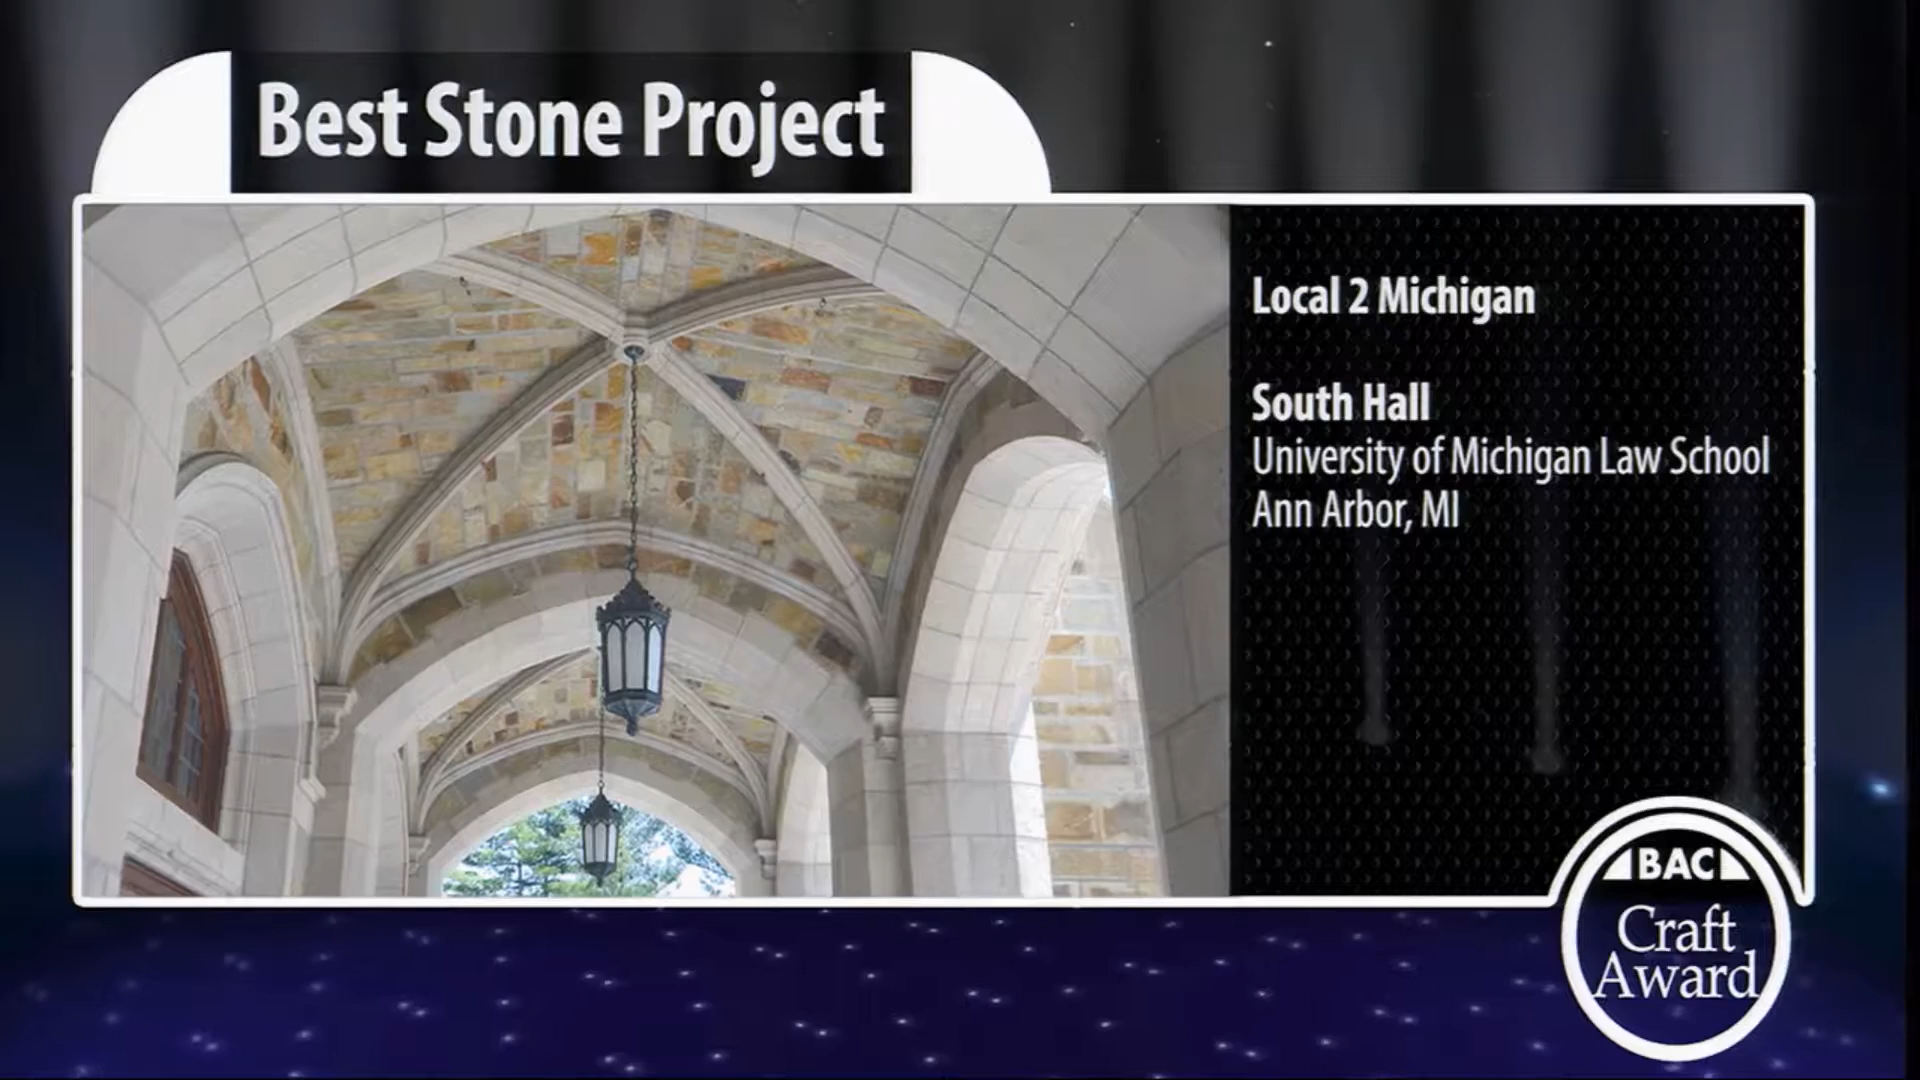 Best Stone Project
Local 2 Michigan
South Hall
University of Michigan Law School
Ann Arbor, MI
BAC
Craft
Award